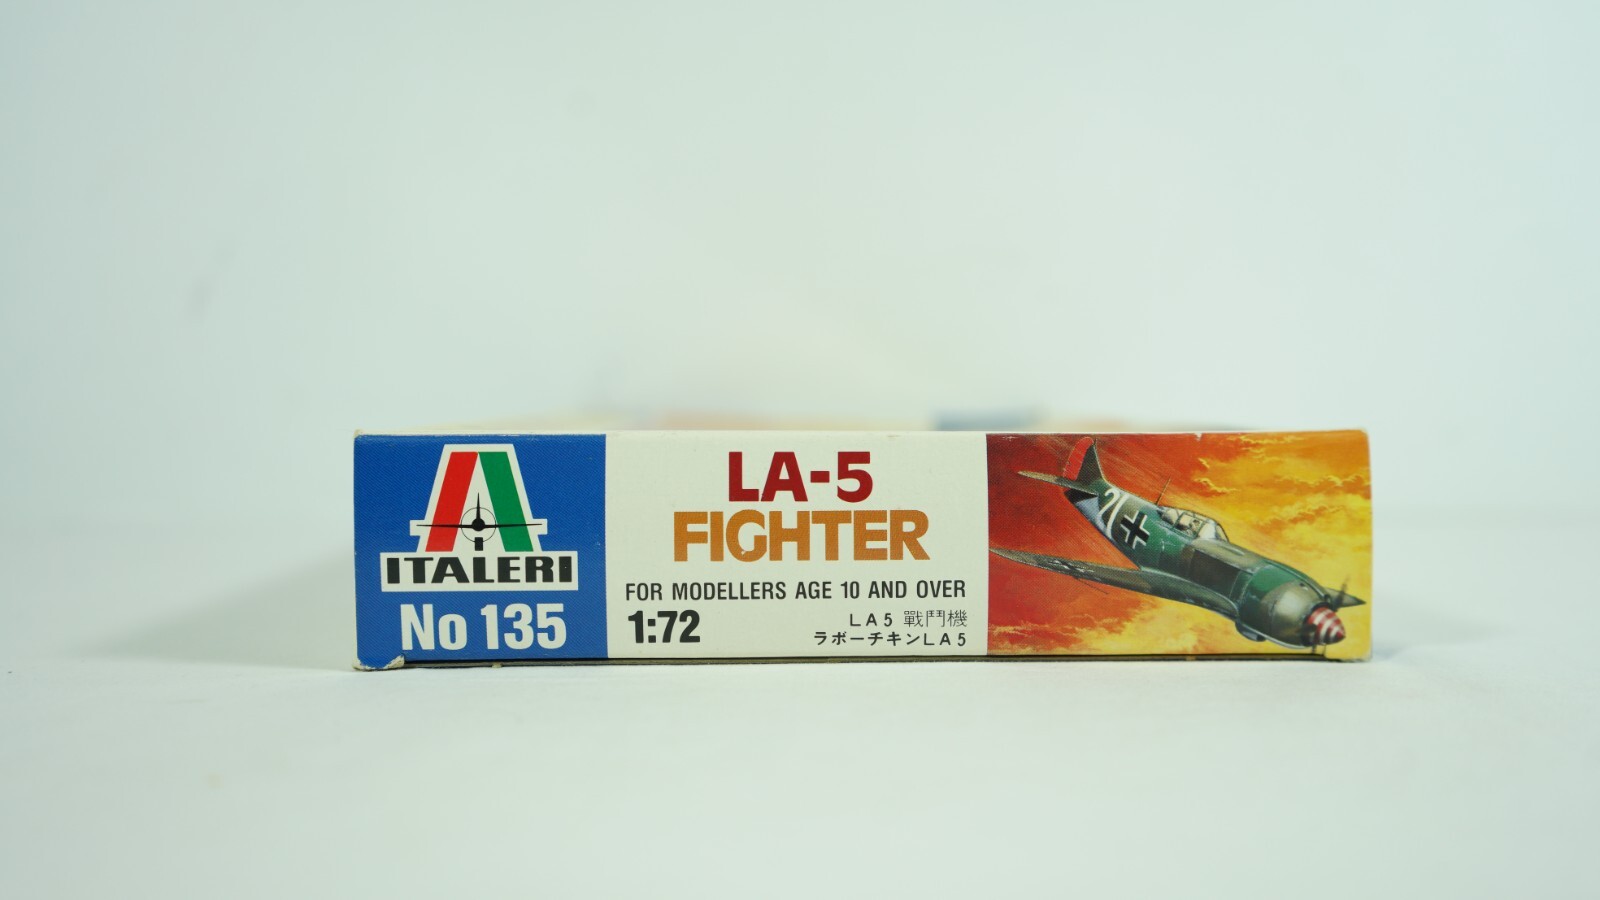 ITALERI
No 135
LA-5
FIGHTER
FOR MODELLERS AGE 10 AND OVER
1:72
LA5 戰鬥機
ラボーチキンLA5